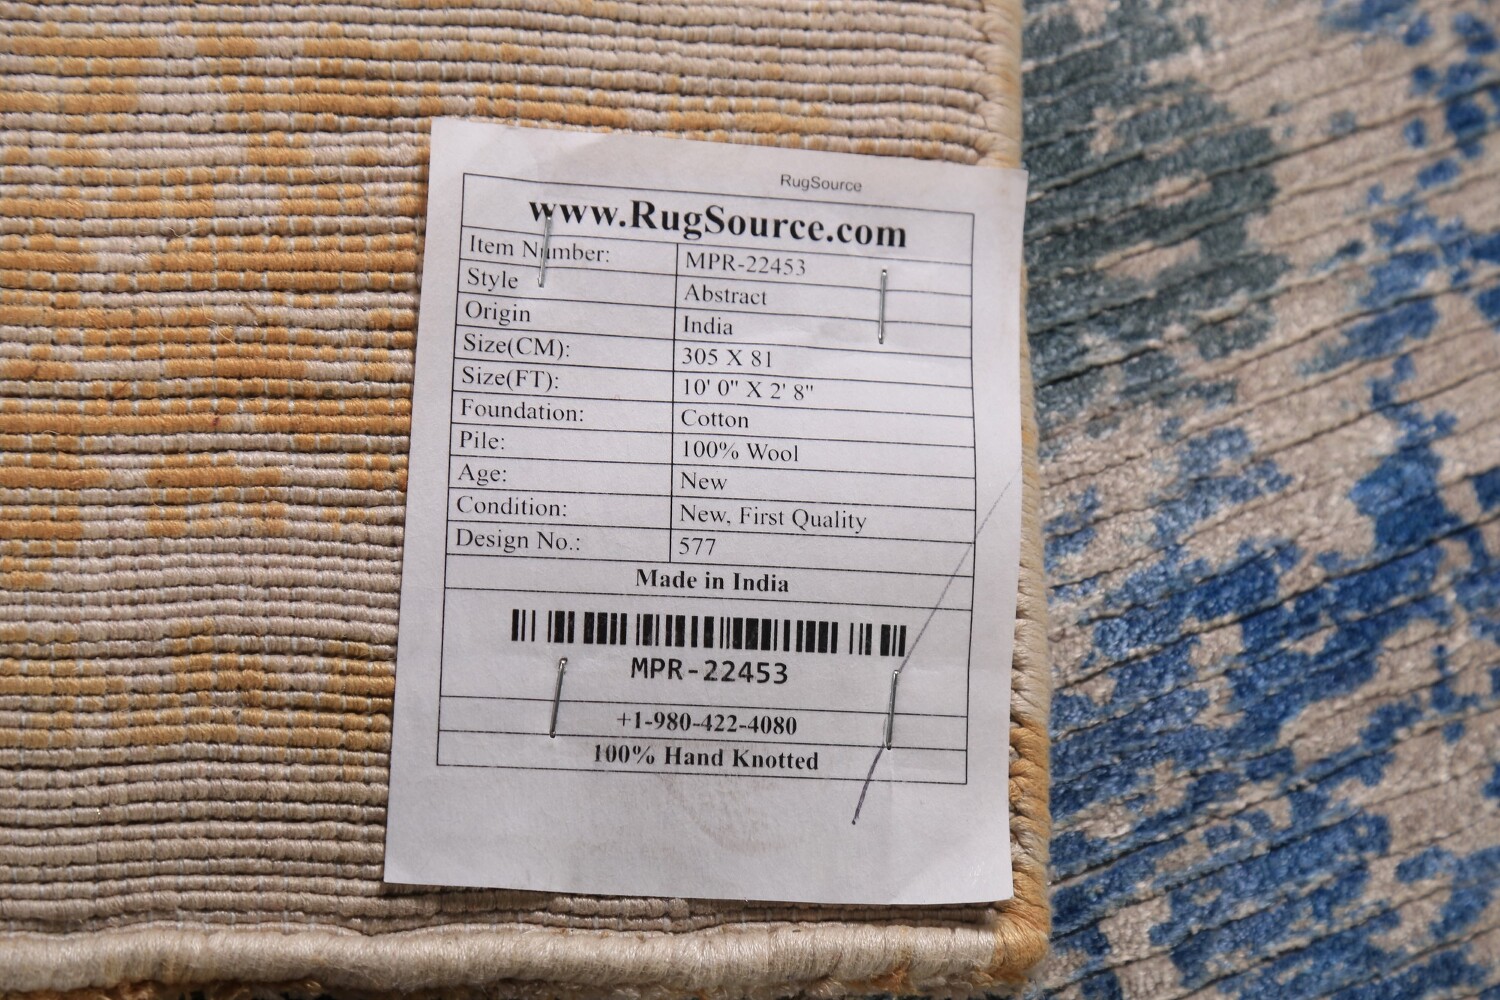 RugSource
www.RugSource.com
Item Number: MPR-22453
Style Abstract
Origin India
Size(CM): 305 X 81
Size(FT): 10' 0" X 2' 8"
Foundation: Cotton
Pile: 100% Wool
Age: New
Condition: New, First Quality
Design No.: 577
Made in India
MPR-22453
+1-980-422-4080
100% Hand Knotted